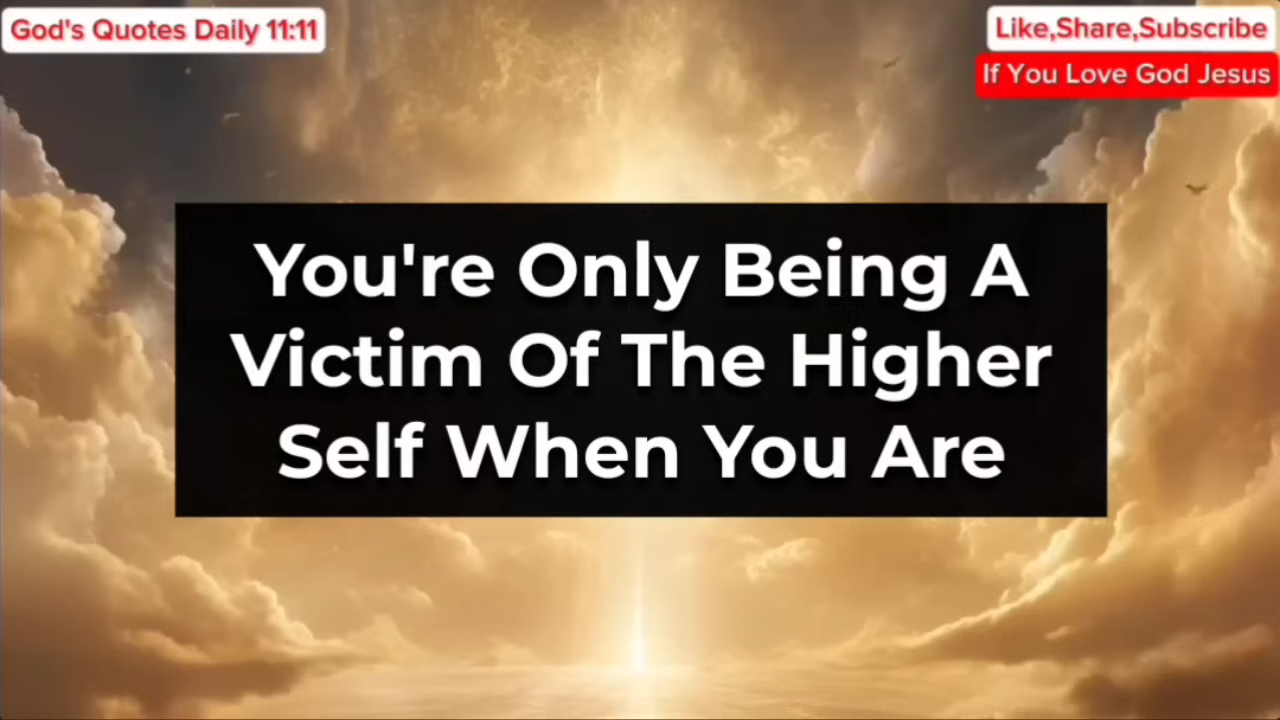 God's Quotes Daily 11:11
Like,Share,Subscribe
If You Love God Jesus
You're Only Being A
Victim Of The Higher
Self When You Are